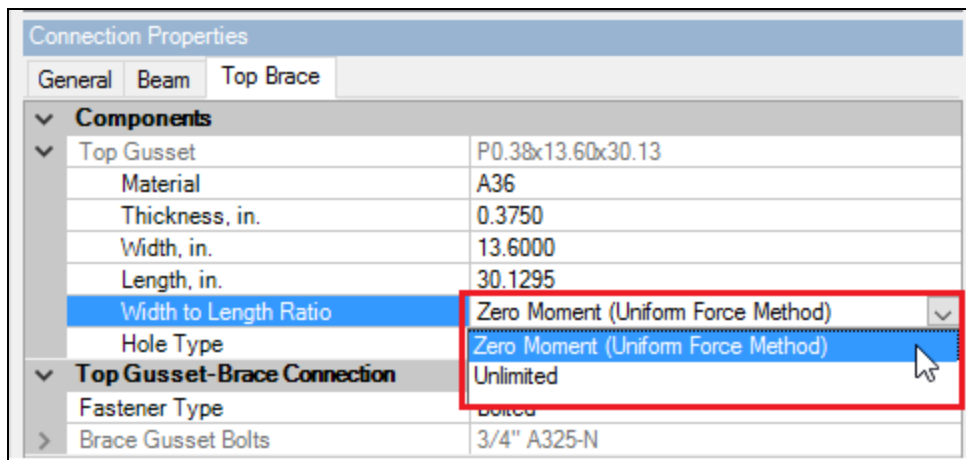 Connection Properties
General Beam Top Brace
Components
Top Gusset P0.38x13.60x30.13
Material A36
Thickness, in. 0.3750
Width, in. 13.6000
Length, in. 30.1295
Width to Length Ratio Zero Moment (Uniform Force Method)
Hole Type Zero Moment (Uniform Force Method)
Top Gusset-Brace Connection Unlimited
Fastener Type Bolted
Brace Gusset Bolts 3/4" A325-N